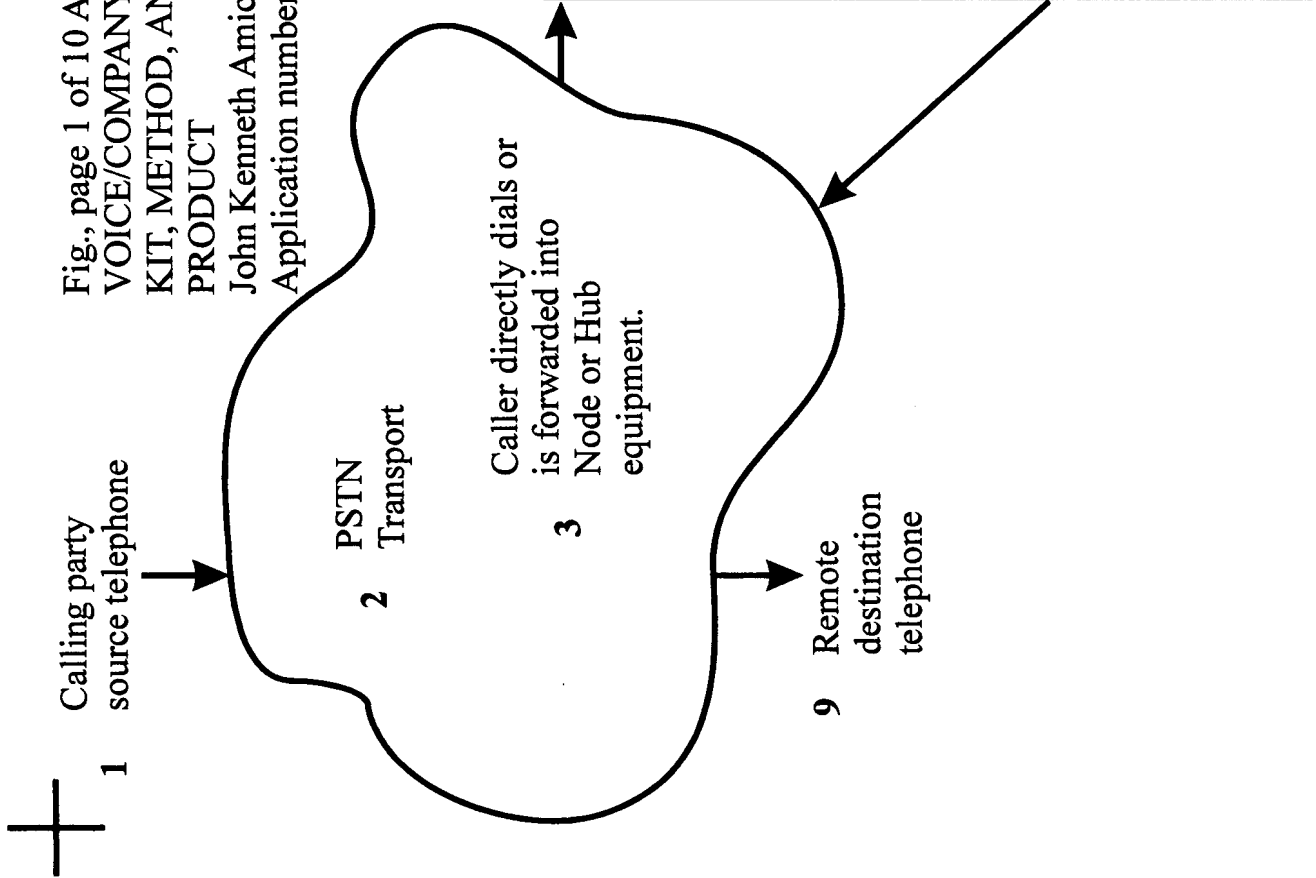 Fig., page 1 of 10 A
VOICE/COMPANY
KIT, METHOD, AN
PRODUCT
John Kenneth Amic
Application number
1 Calling party
source telephone
2 PSTN
Transport
3 Caller directly dials or
is forwarded into
Node or Hub
equipment.
9 Remote
destination
telephone